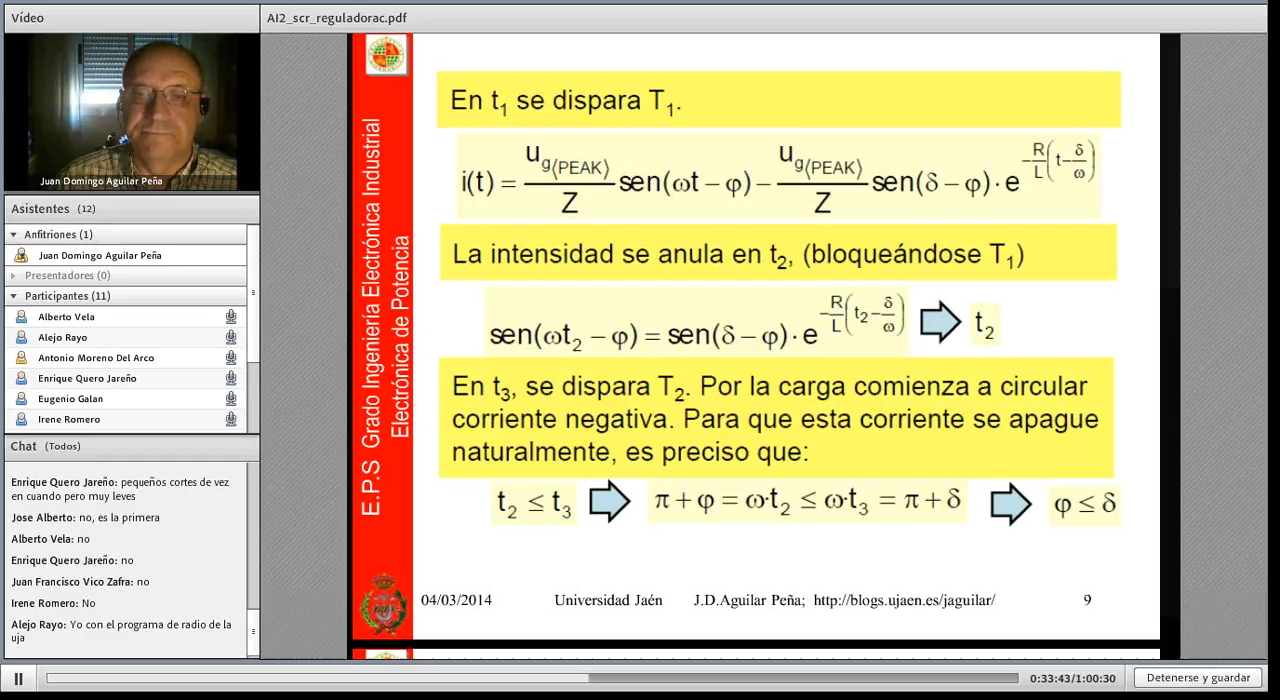 Vídeo
Juan Domingo Aguilar Peña
Asistentes (12)
Anfitriones (1)
Juan Domingo Aguilar Peña
Presentadores (0)
Participantes (11)
Alberto Vela
Alejo Rayo
Antonio Moreno Del Arco
Enrique Quero Jareño
Eugenio Galan
Irene Romero
Chat (Todos)
Enrique Quero Jareño: pequeños cortes de vez
en cuando pero muy leves
Jose Alberto: no, es la primera
Alberto Vela: no
Enrique Quero Jareño: no
Juan Francisco Vico Zafra: no
Irene Romero: No
Alejo Rayo: Yo con el programa de radio de la
uja
AI2_scr_reguladorac.pdf
E.P.S Grado Ingeniería Electrónica Industrial
Electrónica de Potencia
En t₁ se dispara T₁.
i(t) = u_g(PEAK)/Z sen(ωt − φ) − u_g(PEAK)/Z sen(δ − φ) · e^(−R/L(t − δ/ω))
La intensidad se anula en t₂, (bloqueándose T₁)
sen(ωt₂ − φ) = sen(δ − φ) · e^(−R/L(t₂ − δ/ω)) t₂
En t₃, se dispara T₂. Por la carga comienza a circular
corriente negativa. Para que esta corriente se apague
naturalmente, es preciso que:
t₂ ≤ t₃ π + φ = ω·t₂ ≤ ω·t₃ = π + δ φ ≤ δ
04/03/2014 Universidad Jaén J.D.Aguilar Peña; http://blogs.ujaen.es/jaguilar/ 9
0:33:43/1:00:30
Detenerse y guardar